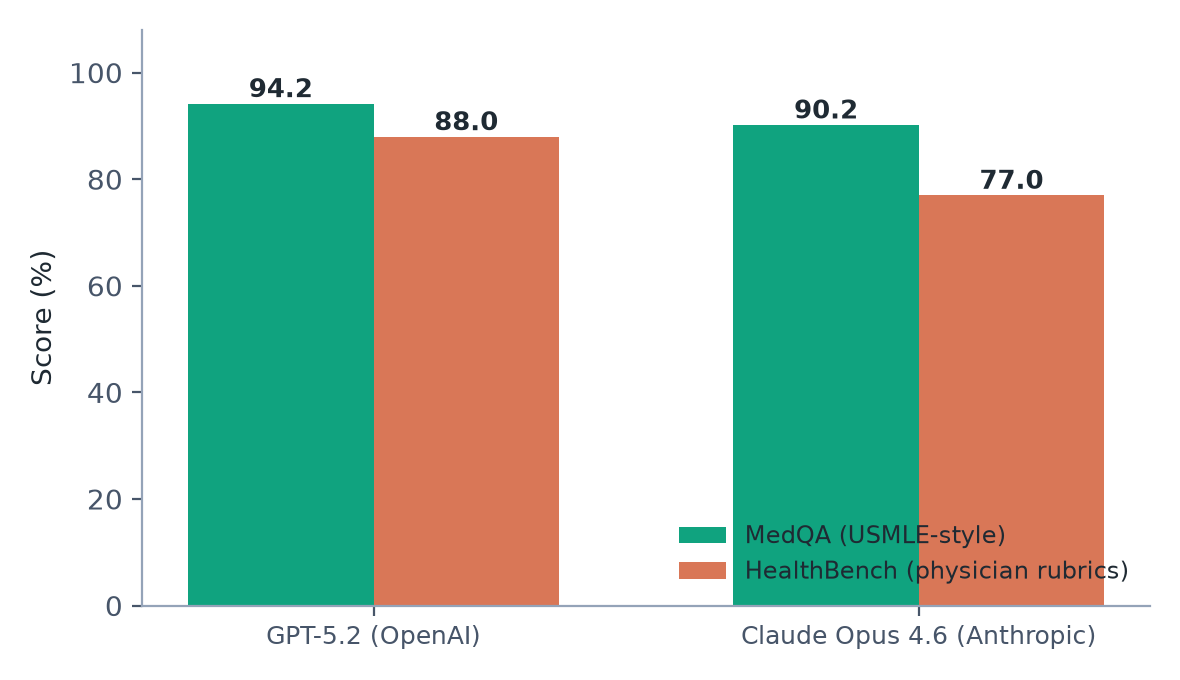 Score (%)
100
80
60
40
20
0
94.2
88.0
90.2
77.0
MedQA (USMLE-style)
HealthBench (physician rubrics)
GPT-5.2 (OpenAI)
Claude Opus 4.6 (Anthropic)